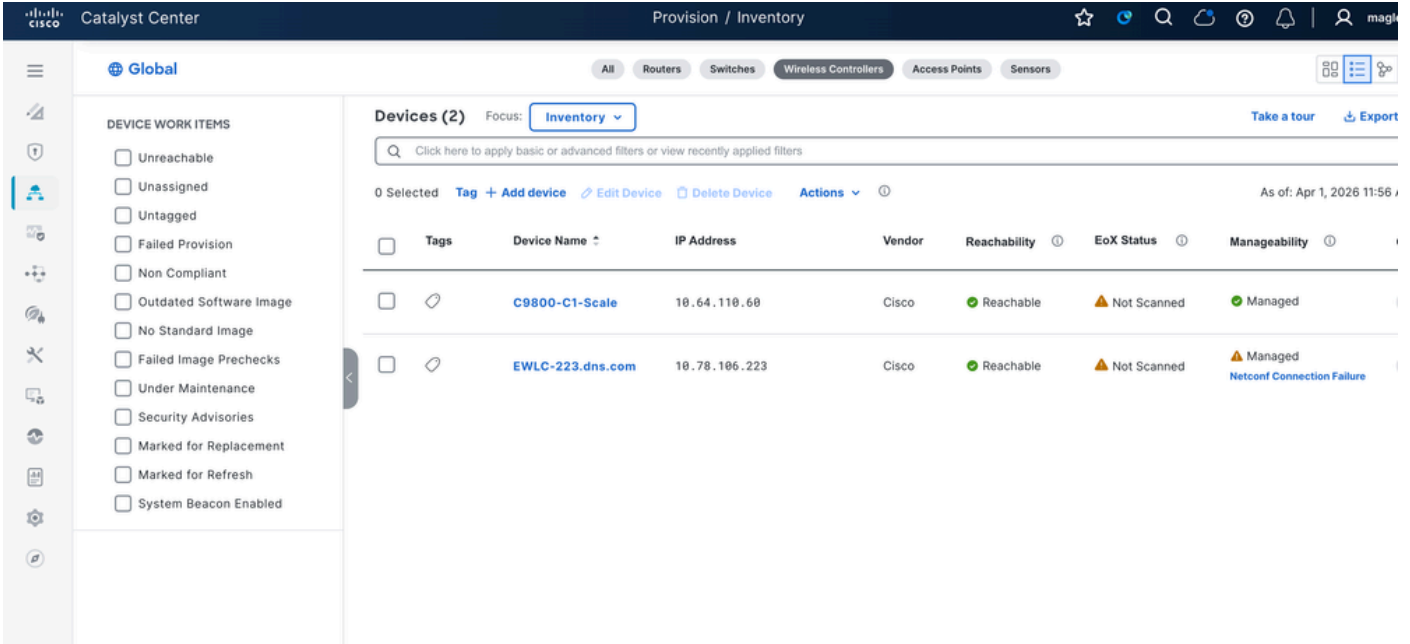 cisco Catalyst Center Provision / Inventory magl
Global All Routers Switches Wireless Controllers Access Points Sensors
DEVICE WORK ITEMS
Unreachable
Unassigned
Untagged
Failed Provision
Non Compliant
Outdated Software Image
No Standard Image
Failed Image Prechecks
Under Maintenance
Security Advisories
Marked for Replacement
Marked for Refresh
System Beacon Enabled
Devices (2) Focus: Inventory Take a tour Export
Click here to apply basic or advanced filters or view recently applied filters
0 Selected Tag + Add device Edit Device Delete Device Actions As of: Apr 1, 2026 11:56
Tags Device Name IP Address Vendor Reachability EoX Status Manageability
C9800-C1-Scale 10.64.110.60 Cisco Reachable Not Scanned Managed
EWLC-223.dns.com 10.78.106.223 Cisco Reachable Not Scanned Managed
Netconf Connection Failure